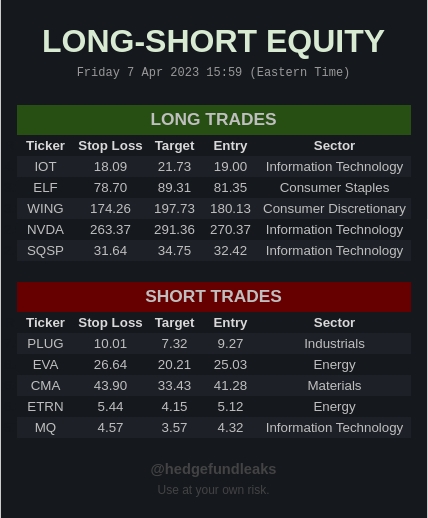 LONG-SHORT EQUITY
Friday 7 Apr 2023 15:59 (Eastern Time)
LONG TRADES
Ticker Stop Loss Target Entry Sector
IOT 18.09 21.73 19.00 Information Technology
ELF 78.70 89.31 81.35 Consumer Staples
WING 174.26 197.73 180.13 Consumer Discretionary
NVDA 263.37 291.36 270.37 Information Technology
SQSP 31.64 34.75 32.42 Information Technology
SHORT TRADES
Ticker Stop Loss Target Entry Sector
PLUG 10.01 7.32 9.27 Industrials
EVA 26.64 20.21 25.03 Energy
CMA 43.90 33.43 41.28 Materials
ETRN 5.44 4.15 5.12 Energy
MQ 4.57 3.57 4.32 Information Technology
@hedgefundleaks
Use at your own risk.